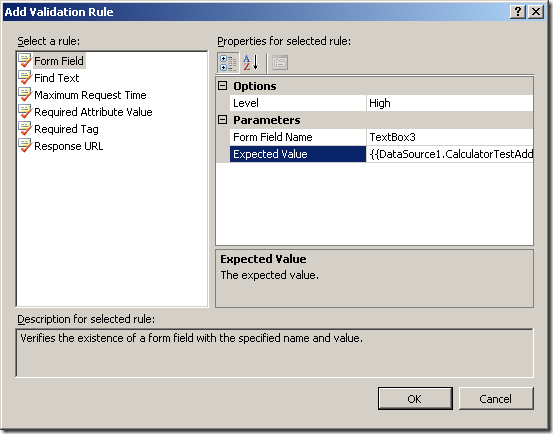 Add Validation Rule
Select a rule:
Form Field
Find Text
Maximum Request Time
Required Attribute Value
Required Tag
Response URL
Properties for selected rule:
Options
Level High
Parameters
Form Field Name TextBox3
Expected Value {{DataSource1.CalculatorTestAdd
Expected Value
The expected value.
Description for selected rule:
Verifies the existence of a form field with the specified name and value.
OK Cancel